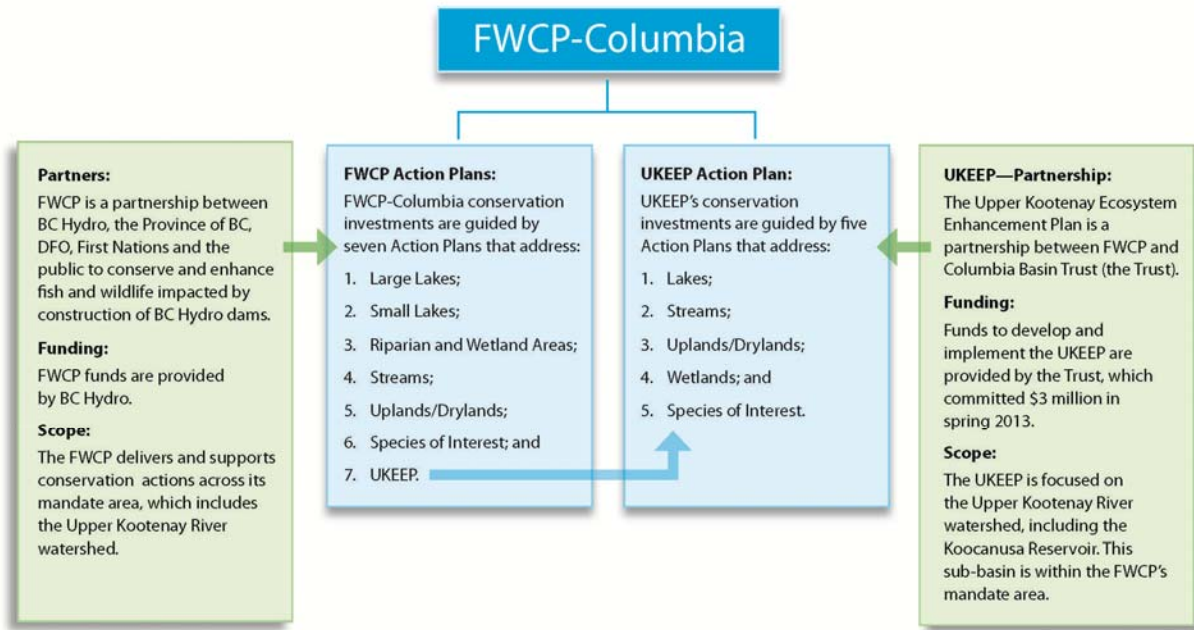 FWCP-Columbia
Partners:
FWCP is a partnership between
BC Hydro, the Province of BC,
DFO, First Nations and the
public to conserve and enhance
fish and wildlife impacted by
construction of BC Hydro dams.
Funding:
FWCP funds are provided
by BC Hydro.
Scope:
The FWCP delivers and supports
conservation actions across its
mandate area, which includes
the Upper Kootenay River
watershed.
FWCP Action Plans:
FWCP-Columbia conservation
investments are guided by
seven Action Plans that address:
1. Large Lakes;
2. Small Lakes;
3. Riparian and Wetland Areas;
4. Streams;
5. Uplands/Drylands;
6. Species of Interest; and
7. UKEEP.
UKEEP Action Plan:
UKEEP's conservation
investments are guided by five
Action Plans that address:
1. Lakes;
2. Streams;
3. Uplands/Drylands;
4. Wetlands; and
5. Species of Interest.
UKEEP—Partnership:
The Upper Kootenay Ecosystem
Enhancement Plan is a
partnership between FWCP and
Columbia Basin Trust (the Trust).
Funding:
Funds to develop and
implement the UKEEP are
provided by the Trust, which
committed $3 million in
spring 2013.
Scope:
The UKEEP is focused on
the Upper Kootenay River
watershed, including the
Koocanusa Reservoir. This
sub-basin is within the FWCP's
mandate area.